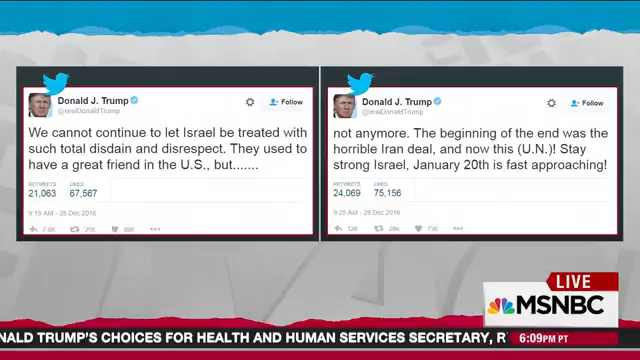 Donald J. Trump
@realDonaldTrump
Follow
We cannot continue to let Israel be treated with
such total disdain and disrespect. They used to
have a great friend in the U.S., but.......
RETWEETS LIKES
21,063 67,567
9:19 AM - 28 Dec 2016
Donald J. Trump
@realDonaldTrump
Follow
not anymore. The beginning of the end was the
horrible Iran deal, and now this (U.N.)! Stay
strong Israel, January 20th is fast approaching!
RETWEETS LIKES
24,069 75,156
9:25 AM - 28 Dec 2016
12K 28K 75K
LIVE
MSNBC
NALD TRUMP'S CHOICES FOR HEALTH AND HUMAN SERVICES SECRETARY, R
6:09PM PT